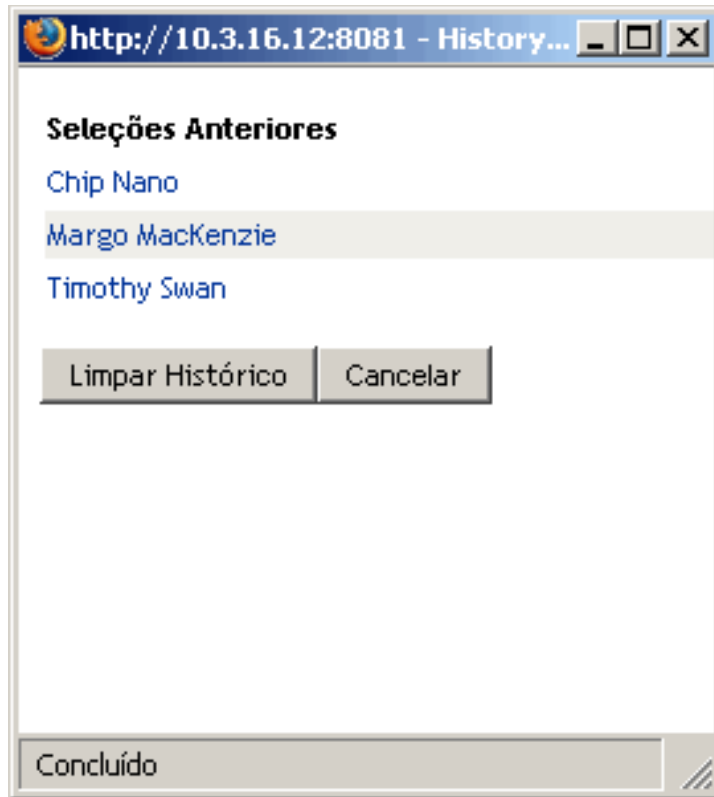 http://10.3.16.12:8081 - History...
Seleções Anteriores
Chip Nano
Margo MacKenzie
Timothy Swan
Limpar Histórico Cancelar
Concluído